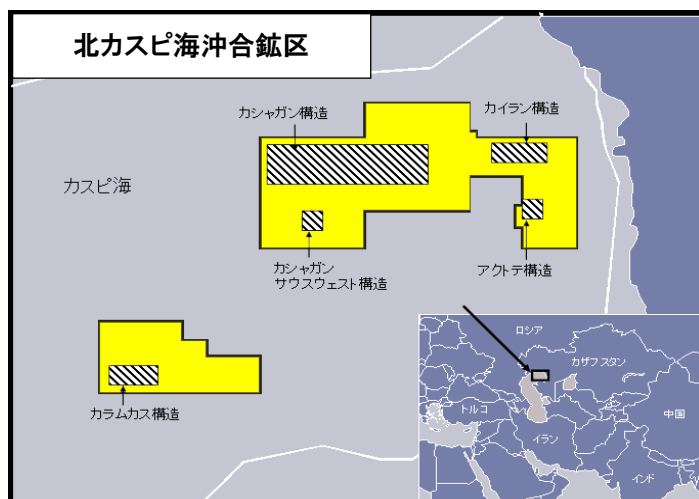 北カスピ海沖合鉱区
カシャガン構造
カイラン構造
カスピ海
カシャガン
サウスウェスト構造
アクトテ構造
カラムカス構造
ロシア
カザフスタン
トルコ
イラン
中国
インド